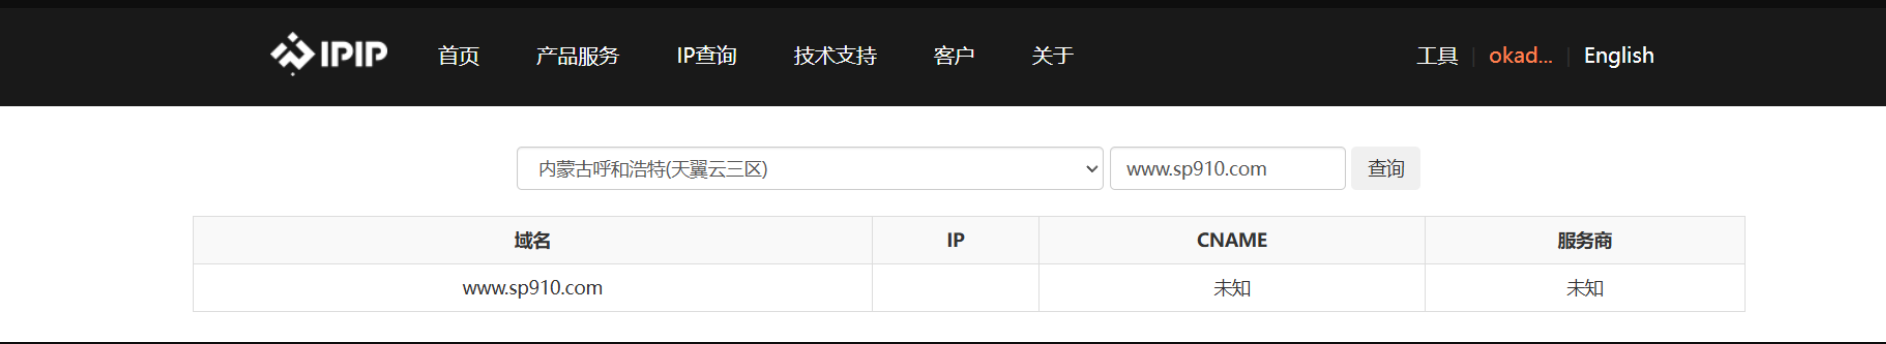 IPIP 首页 产品服务 IP查询 技术支持 客户 关于 工具 okad... English
内蒙古呼和浩特(天翼云三区) www.sp910.com 查询
域名 IP CNAME 服务商
www.sp910.com 未知 未知